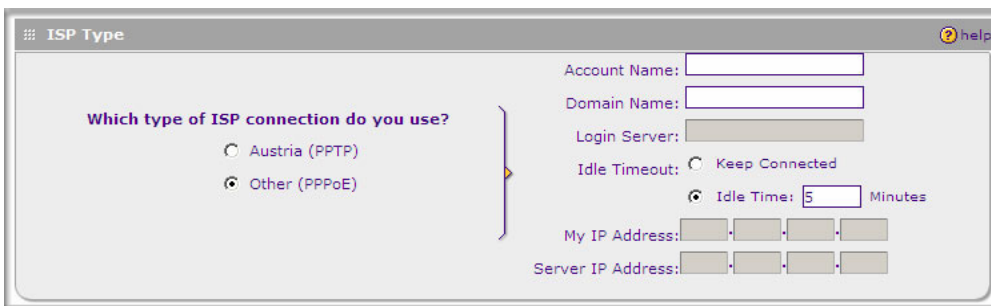 ISP Type
help
Account Name:
Domain Name:
Which type of ISP connection do you use?
Login Server:
Austria (PPTP)
Idle Timeout: Keep Connected
Other (PPPoE)
Idle Time: 5 Minutes
My IP Address: . . .
Server IP Address: . . .